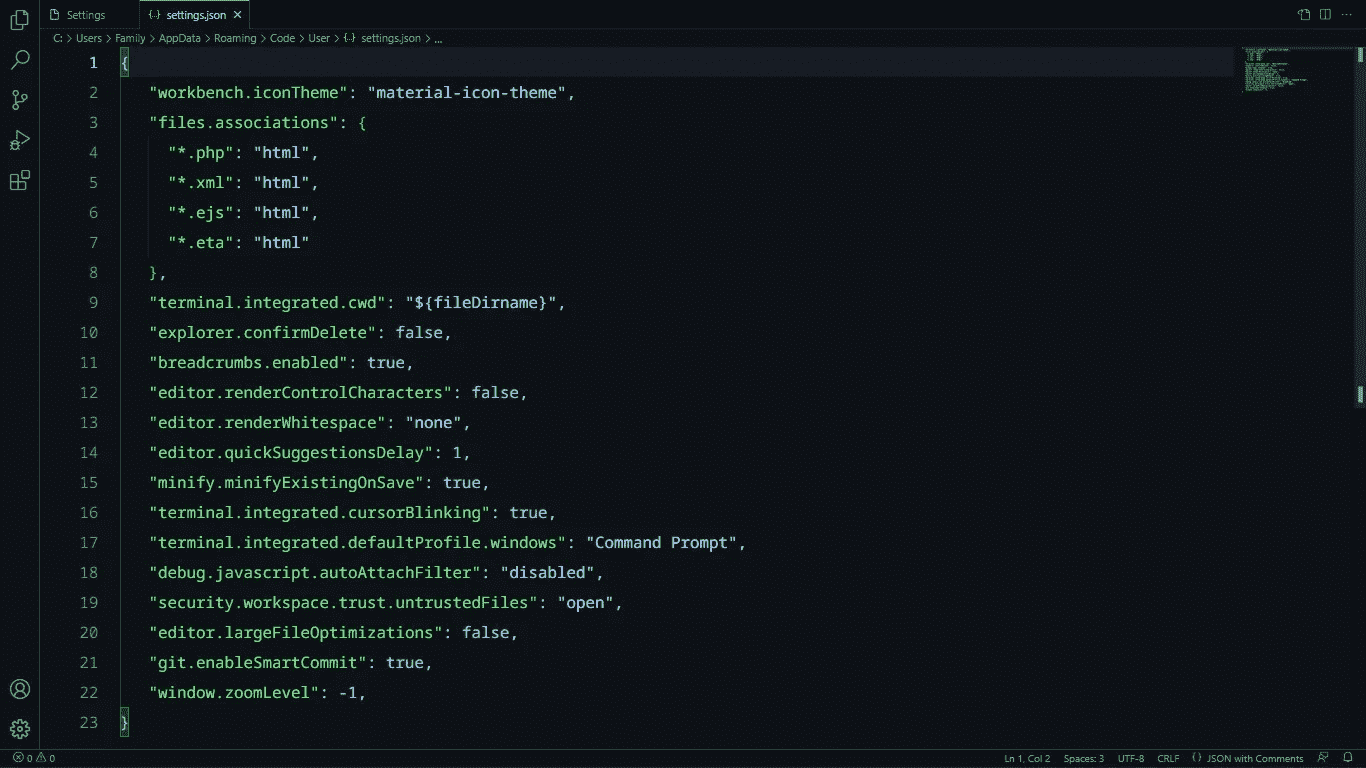 Settings
{..} settings.json ×
C: > Users > Family > AppData > Roaming > Code > User > {..} settings.json > ...
1 {
2 "workbench.iconTheme": "material-icon-theme",
3 "files.associations": {
4 "*.php": "html",
5 "*.xml": "html",
6 "*.ejs": "html",
7 "*.eta": "html"
8 },
9 "terminal.integrated.cwd": "${fileDirname}",
10 "explorer.confirmDelete": false,
11 "breadcrumbs.enabled": true,
12 "editor.renderControlCharacters": false,
13 "editor.renderWhitespace": "none",
14 "editor.quickSuggestionsDelay": 1,
15 "minify.minifyExistingOnSave": true,
16 "terminal.integrated.cursorBlinking": true,
17 "terminal.integrated.defaultProfile.windows": "Command Prompt",
18 "debug.javascript.autoAttachFilter": "disabled",
19 "security.workspace.trust.untrustedFiles": "open",
20 "editor.largeFileOptimizations": false,
21 "git.enableSmartCommit": true,
22 "window.zoomLevel": -1,
23 }
0 0 Ln 1, Col 2 Spaces: 3 UTF-8 CRLF {} JSON with Comments